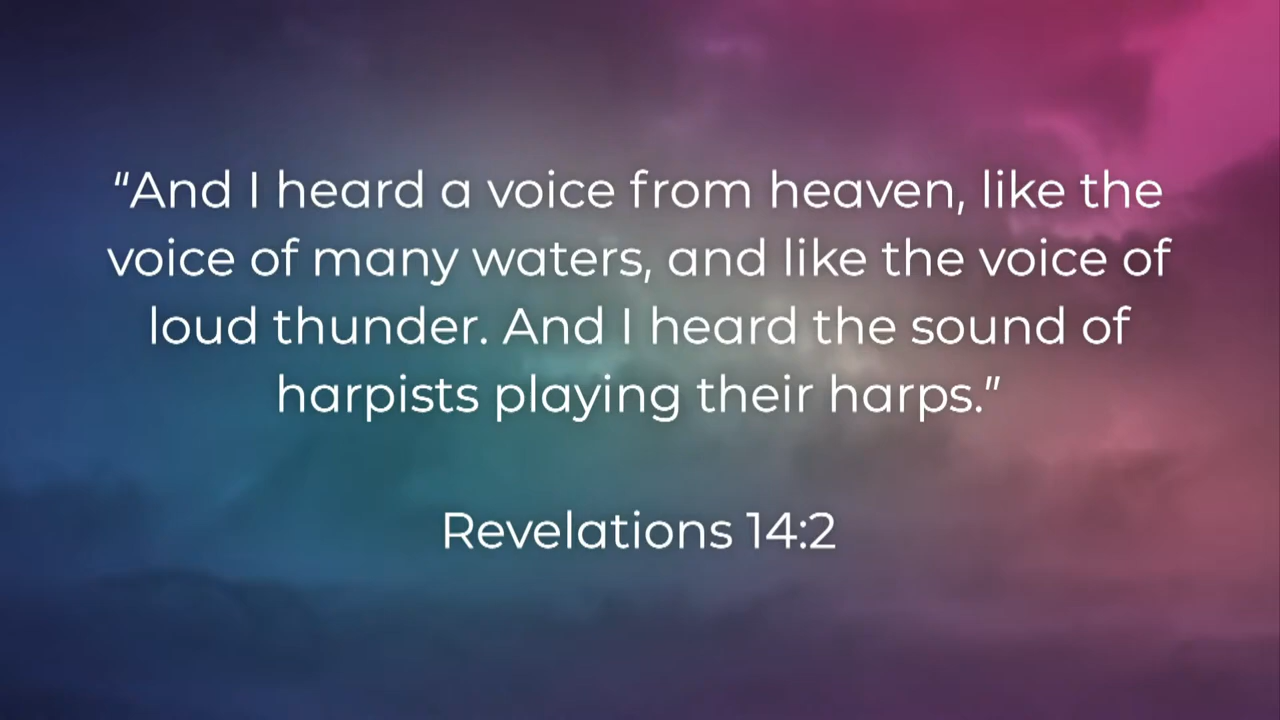 “And I heard a voice from heaven, like the
voice of many waters, and like the voice of
loud thunder. And I heard the sound of
harpists playing their harps.”
Revelations 14:2